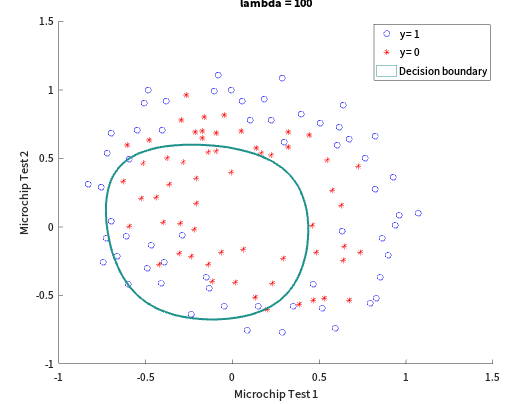 lambda = 100
1.5
1
0.5
0
-0.5
-1
-1
-0.5
0
0.5
1
1.5
Microchip Test 2
Microchip Test 1
y= 1
y= 0
Decision boundary